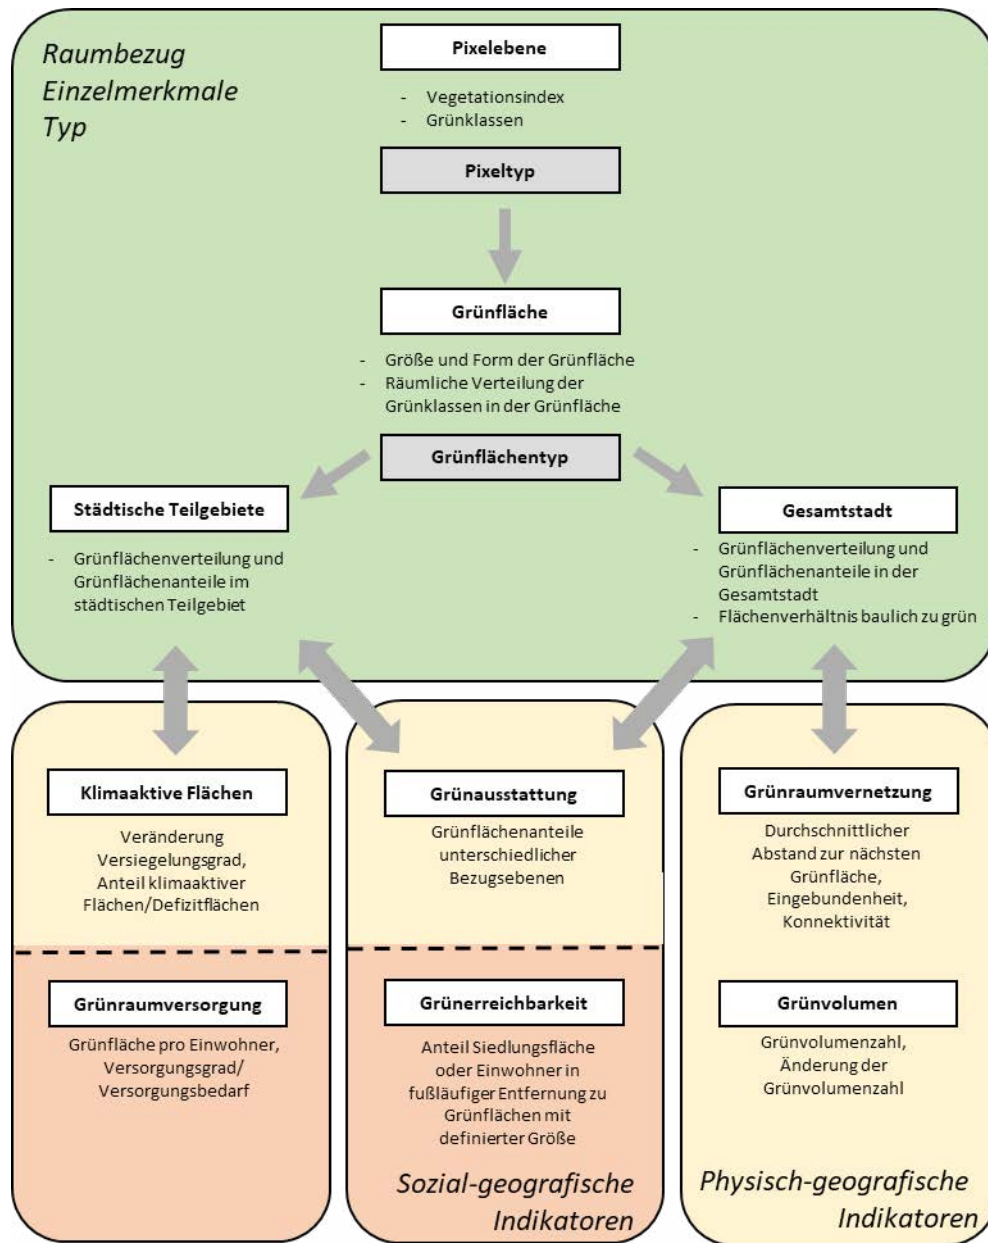 Raumbezug
Einzelmerkmale
Typ
Pixelebene
- Vegetationsindex
- Grünklassen
Pixeltyp
Grünfläche
- Größe und Form der Grünfläche
- Räumliche Verteilung der
Grünklassen in der Grünfläche
Grünflächentyp
Städtische Teilgebiete
- Grünflächenverteilung und
Grünflächenanteile im
städtischen Teilgebiet
Gesamtstadt
- Grünflächenverteilung und
Grünflächenanteile in der
Gesamtstadt
- Flächenverhältnis baulich zu grün
Klimaaktive Flächen
Veränderung
Versiegelungsgrad,
Anteil klimaaktiver
Flächen/Defizitflächen
Grünraumversorgung
Grünfläche pro Einwohner,
Versorgungsgrad/
Versorgungsbedarf
Grünausstattung
Grünflächenanteile
unterschiedlicher
Bezugsebenen
Grünerreichbarkeit
Anteil Siedlungsfläche
oder Einwohner in
fußläufiger Entfernung zu
Grünflächen mit
definierter Größe
Sozial-geografische
Indikatoren
Grünraumvernetzung
Durchschnittlicher
Abstand zur nächsten
Grünfläche,
Eingebundenheit,
Konnektivität
Grünvolumen
Grünvolumenzahl,
Änderung der
Grünvolumenzahl
Physisch-geografische
Indikatoren